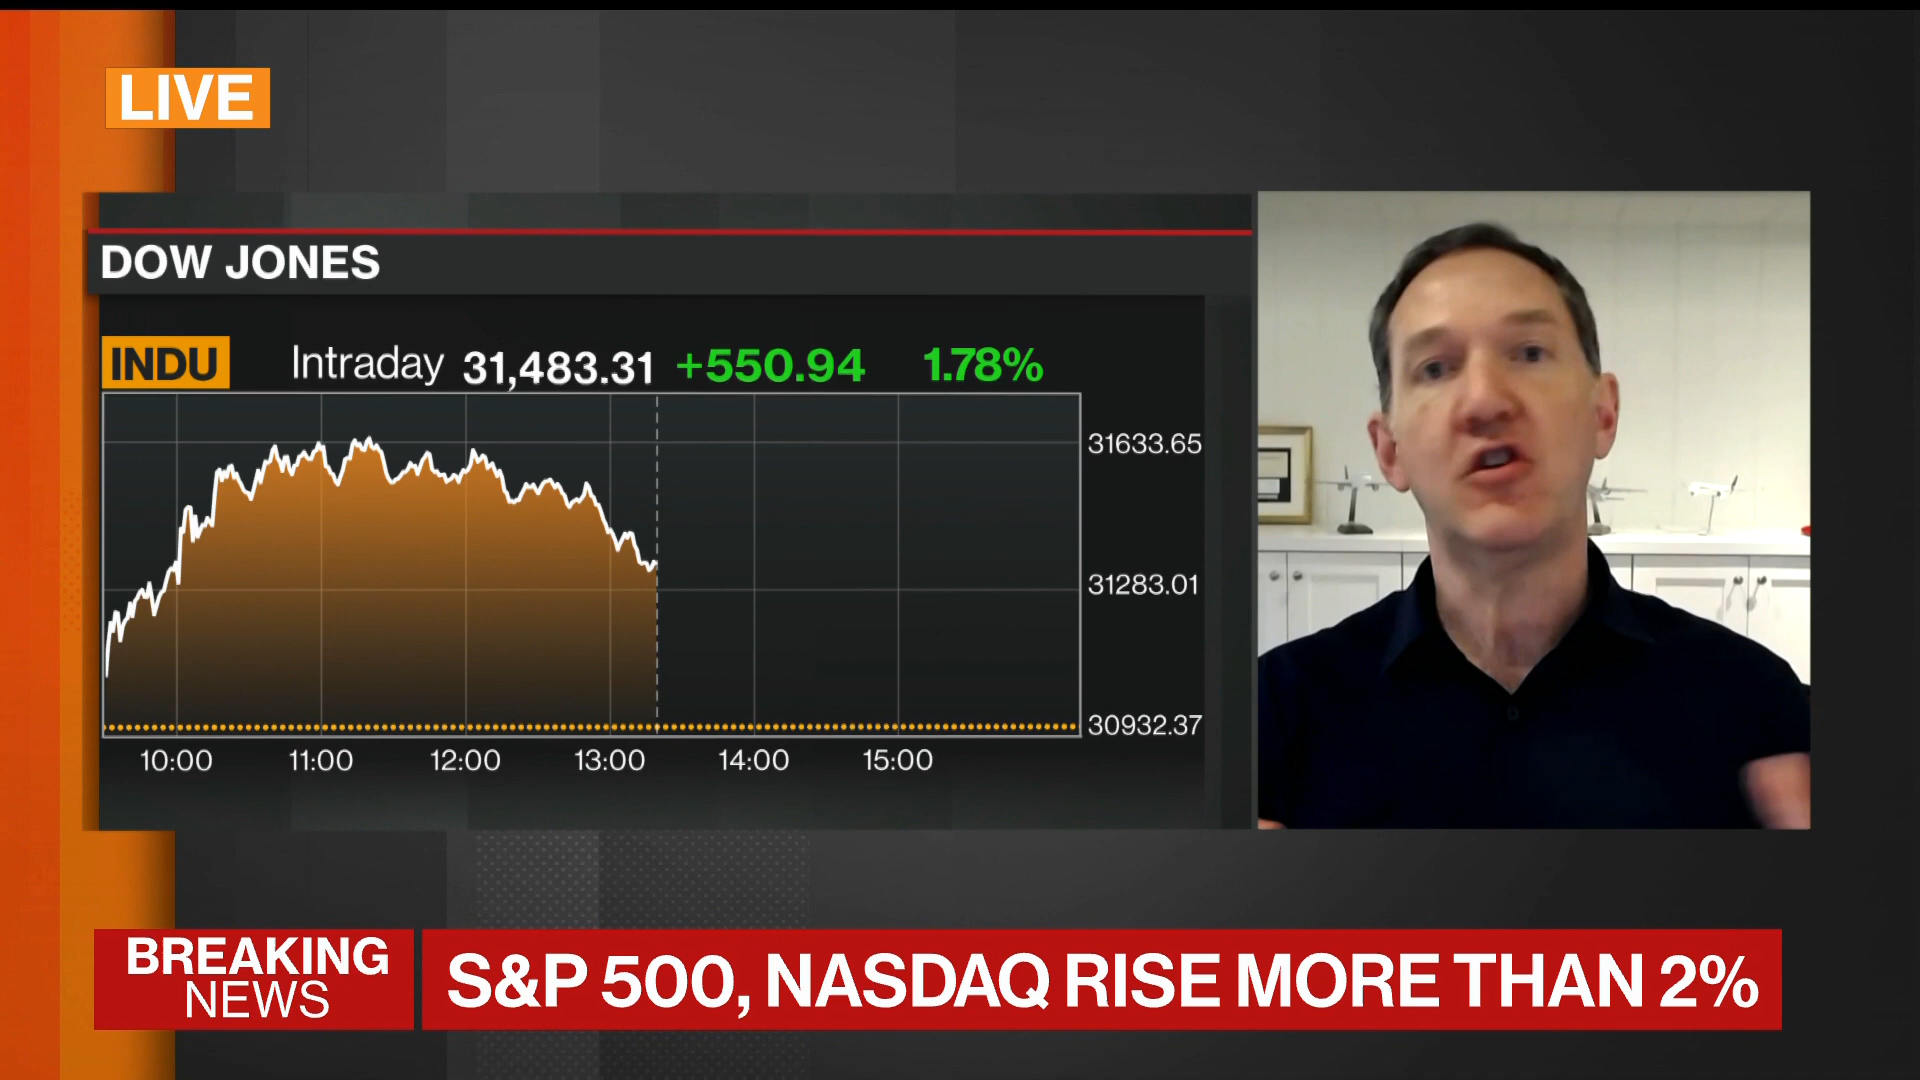 LIVE
DOW JONES
INDU Intraday 31,483.31 +550.94 1.78%
31633.65
31283.01
30932.37
10:00 11:00 12:00 13:00 14:00 15:00
BREAKING
NEWS
S&P 500, NASDAQ RISE MORE THAN 2%